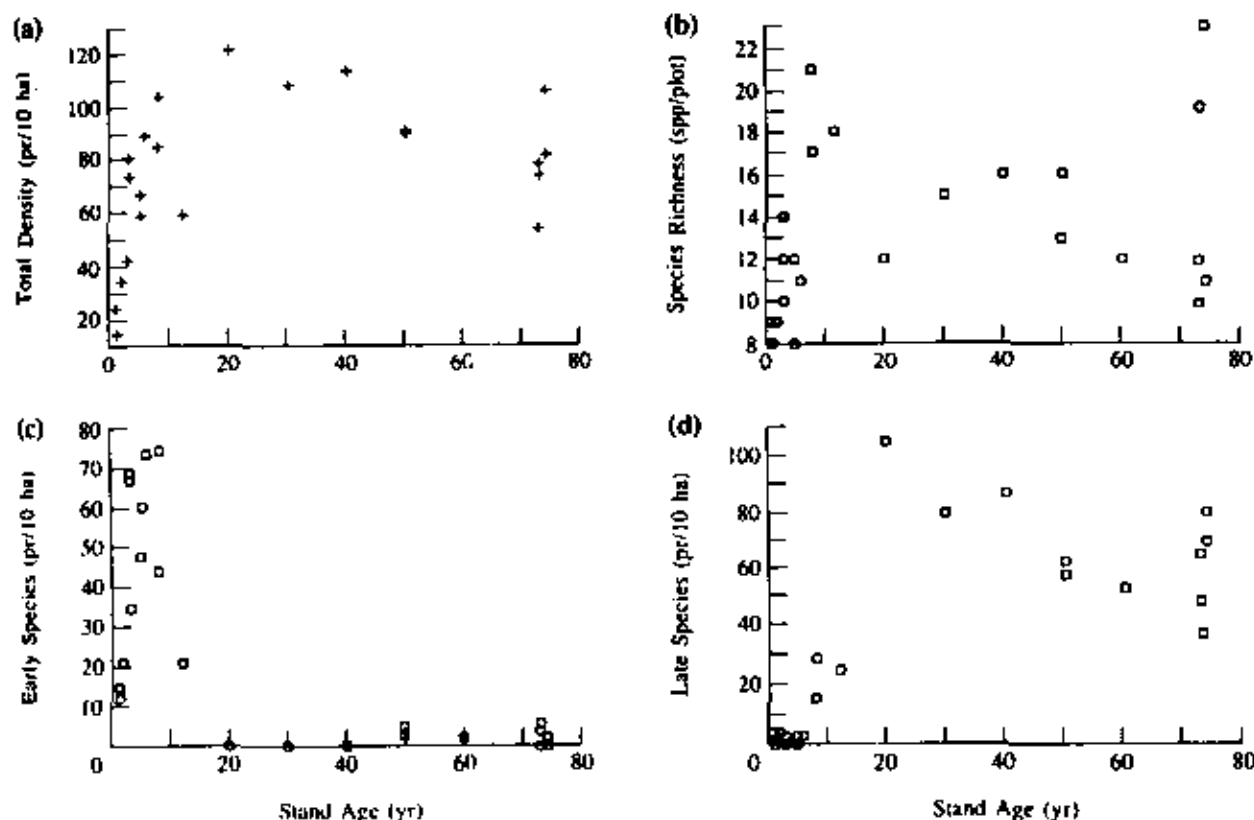 (a)
Total Density (pr/10 ha)
120
100
80
60
40
20
0 20 40 60 80
(b)
Species Richness (spp/plot)
22
20
18
16
14
12
10
8
0 20 40 60 80
(c)
Early Species (pr/10 ha)
80
70
60
50
40
30
20
10
0 20 40 60 80
Stand Age (yr)
(d)
Late Species (pr/10 ha)
100
80
60
40
20
0 20 40 60 80
Stand Age (yr)